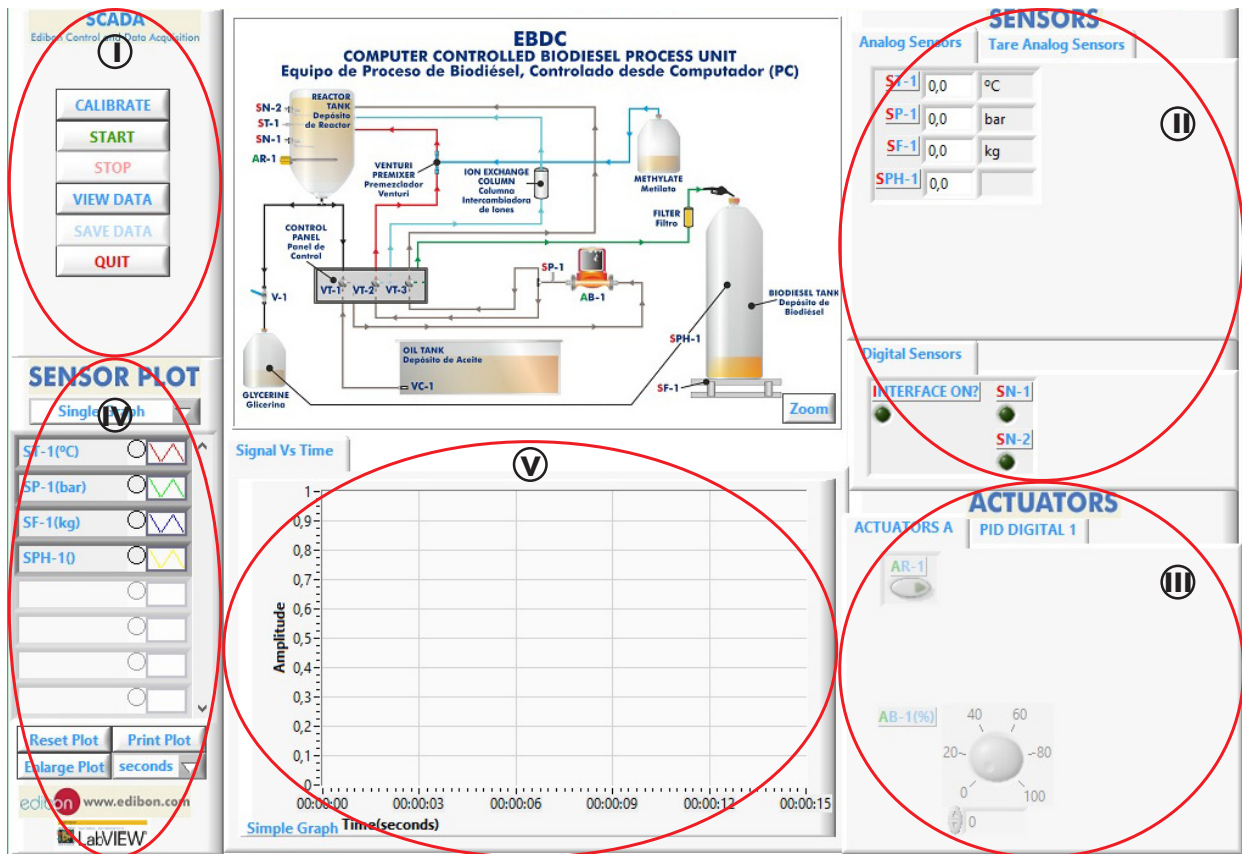 SCADA
Edibon Control and Data Acquisition
I
CALIBRATE
START
STOP
VIEW DATA
SAVE DATA
QUIT
EBDC
COMPUTER CONTROLLED BIODIESEL PROCESS UNIT
Equipo de Proceso de Biodiésel, Controlado desde Computador (PC)
REACTOR
TANK
Depósito
de Reactor
SN-2
ST-1
SN-1
AR-1
VENTURI
PREMIXER
Premezclador
Venturi
ION EXCHANGE
COLUMN
Columna
Intercambiadora
de Iones
METHYLATE
Metilato
FILTER
Filtro
CONTROL
PANEL
Panel de
Control
VT-1
VT-2
VT-3
SP-1
AB-1
V-1
BIODIESEL TANK
Depósito de
Biodiésel
SPH-1
OIL TANK
Depósito de Aceite
VC-1
SF-1
GLYCERINE
Glicerina
Zoom
SENSORS
Analog Sensors
Tare Analog Sensors
II
ST-1 0,0 ºC
SP-1 0,0 bar
SF-1 0,0 kg
SPH-1 0,0
Digital Sensors
INTERFACE ON?
SN-1
SN-2
SENSOR PLOT
Single Graph
IV
ST-1(ºC)
SP-1(bar)
SF-1(kg)
SPH-1()
Reset Plot
Print Plot
Enlarge Plot
seconds
edibon
www.edibon.com
LabVIEW
Signal Vs Time
V
Amplitude
1
0,9
0,8
0,7
0,6
0,5
0,4
0,3
0,2
0,1
0
00:00:00 00:00:03 00:00:06 00:00:09 00:00:12 00:00:15
Simple Graph
Time(seconds)
ACTUATORS
ACTUATORS A
PID DIGITAL 1
III
AR-1
AB-1(%)
0
20
40
60
80
100
0